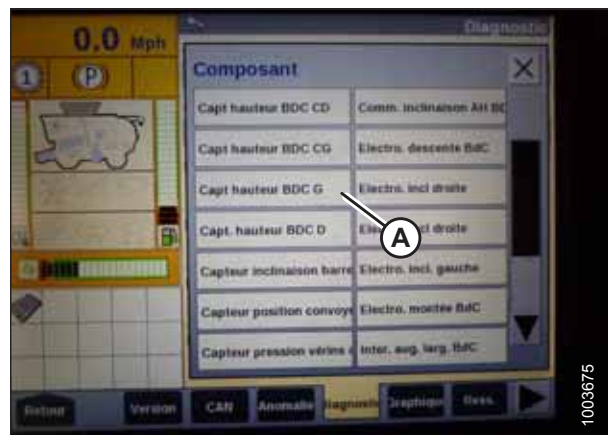 0.0 Mph
Diagnostic
1 (P)
Composant
Capt hauteur BDC CD
Comm. inclinaison AH BD
Capt hauteur BDC CG
Electro. descente BdC
Capt hauteur BDC G
Electro. incl droite
Capt. hauteur BDC D
cl droite
A
Capteur inclinaison barre
Electro. incl. gauche
Capteur position convoye
Electro. montée BdC
Capteur pression vérins
Inter. aug. larg. BdC
Retour
Version
CAN
Anomalie
Diagnostic
Graphique
Ress.
1003675